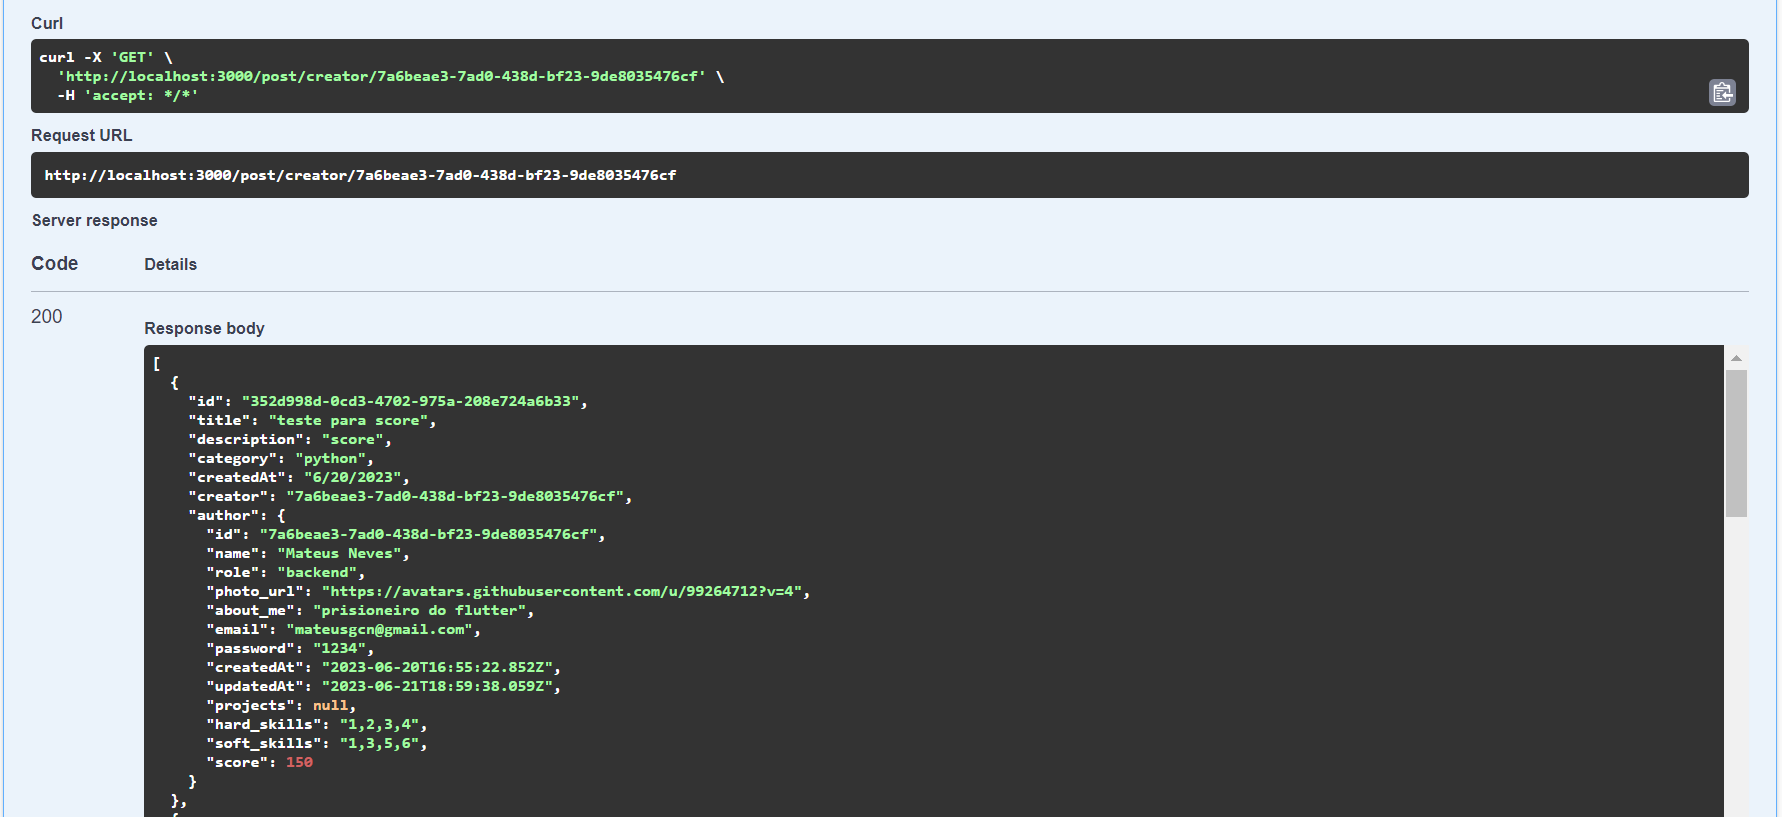 Curl
curl -X 'GET' \
  'http://localhost:3000/post/creator/7a6beae3-7ad0-438d-bf23-9de8035476cf' \
  -H 'accept: */*'
Request URL
http://localhost:3000/post/creator/7a6beae3-7ad0-438d-bf23-9de8035476cf
Server response
Code Details
200
Response body
[
  {
    "id": "352d998d-0cd3-4702-975a-208e724a6b33",
    "title": "teste para score",
    "description": "score",
    "category": "python",
    "createdAt": "6/20/2023",
    "creator": "7a6beae3-7ad0-438d-bf23-9de8035476cf",
    "author": {
      "id": "7a6beae3-7ad0-438d-bf23-9de8035476cf",
      "name": "Mateus Neves",
      "role": "backend",
      "photo_url": "https://avatars.githubusercontent.com/u/99264712?v=4",
      "about_me": "prisioneiro do flutter",
      "email": "mateusgcn@gmail.com",
      "password": "1234",
      "createdAt": "2023-06-20T16:55:22.852Z",
      "updatedAt": "2023-06-21T18:59:38.059Z",
      "projects": null,
      "hard_skills": "1,2,3,4",
      "soft_skills": "1,3,5,6",
      "score": 150
    }
  },
  {